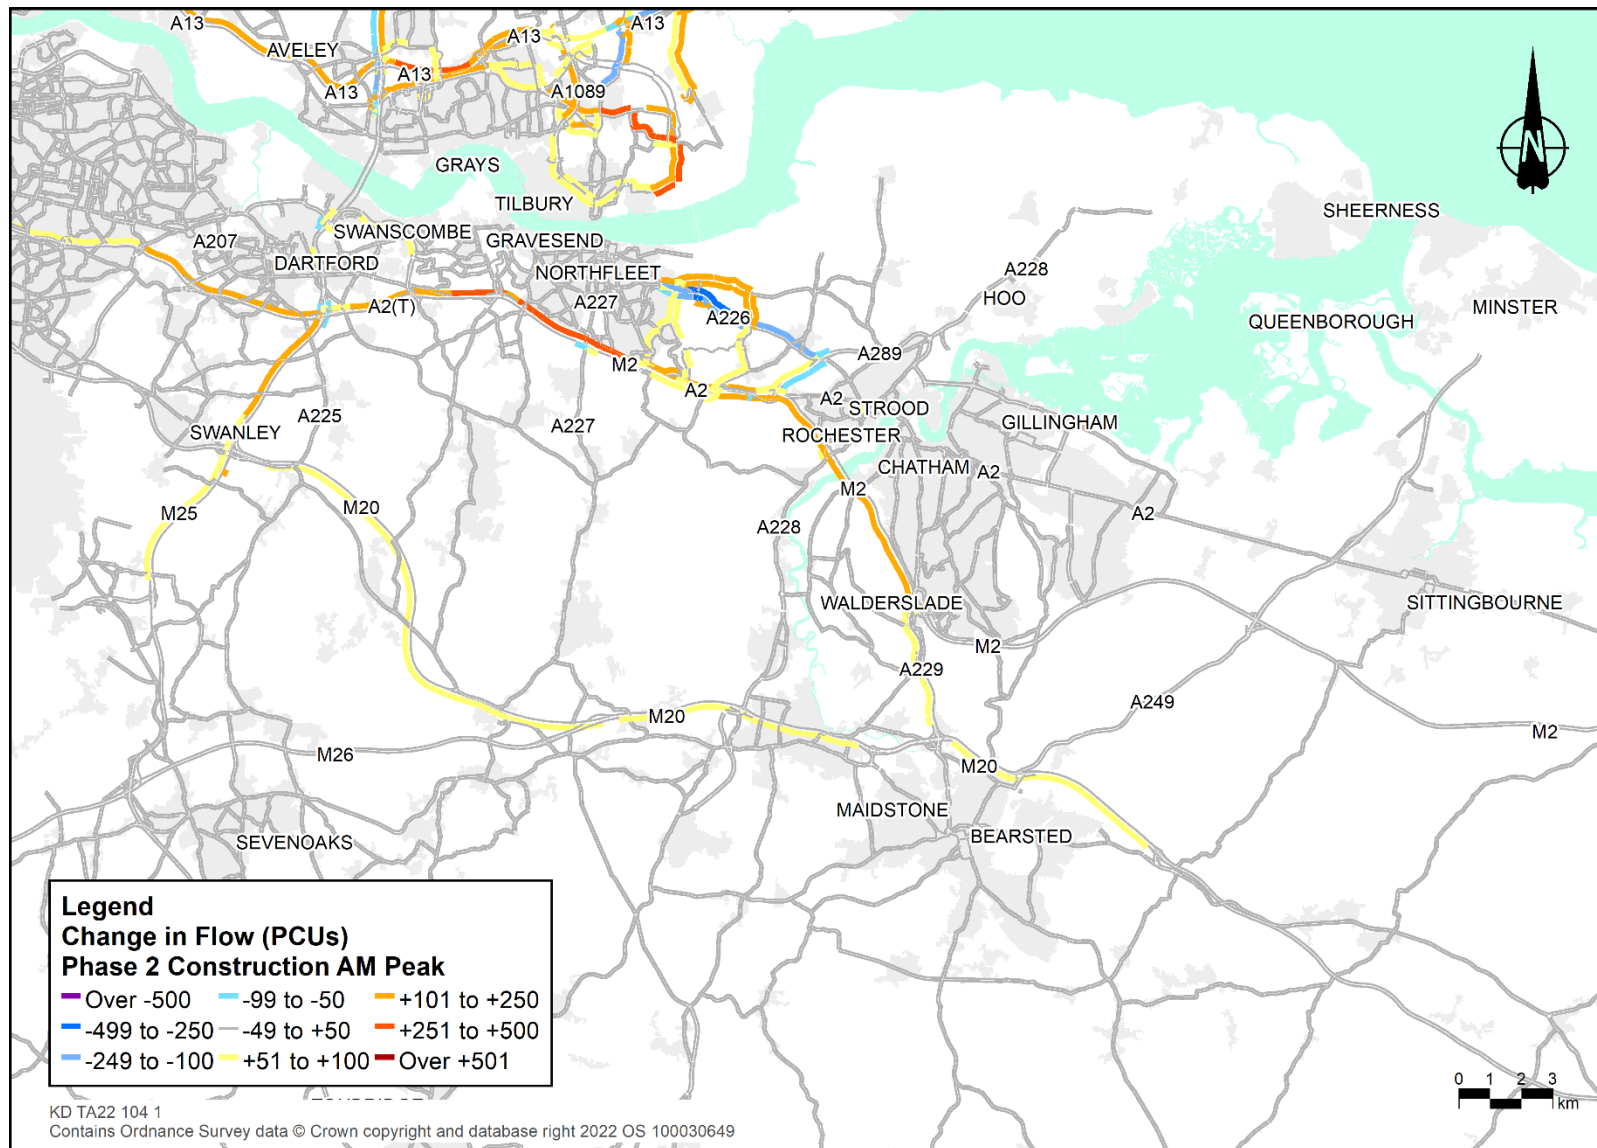 A13
A13
A13
AVELEY
A13
A13
A1089
GRAYS
TILBURY
N
SHEERNESS
SWANSCOMBE
A207
GRAVESEND
DARTFORD
NORTHFLEET
A228
HOO
A2(T)
A227
A226
QUEENBOROUGH
MINSTER
M2
A289
A2
A2
STROOD
A225
A227
SWANLEY
ROCHESTER
GILLINGHAM
CHATHAM
A2
M2
M25
M20
A228
A2
WALDERSLADE
SITTINGBOURNE
M2
A229
A249
M20
M2
M26
M20
MAIDSTONE
BEARSTED
SEVENOAKS
Legend
Change in Flow (PCUs)
Phase 2 Construction AM Peak
Over -500 -99 to -50 +101 to +250
-499 to -250 -49 to +50 +251 to +500
-249 to -100 +51 to +100 Over +501
0 1 2 3
km
KD TA22 104 1
Contains Ordnance Survey data © Crown copyright and database right 2022 OS 100030649